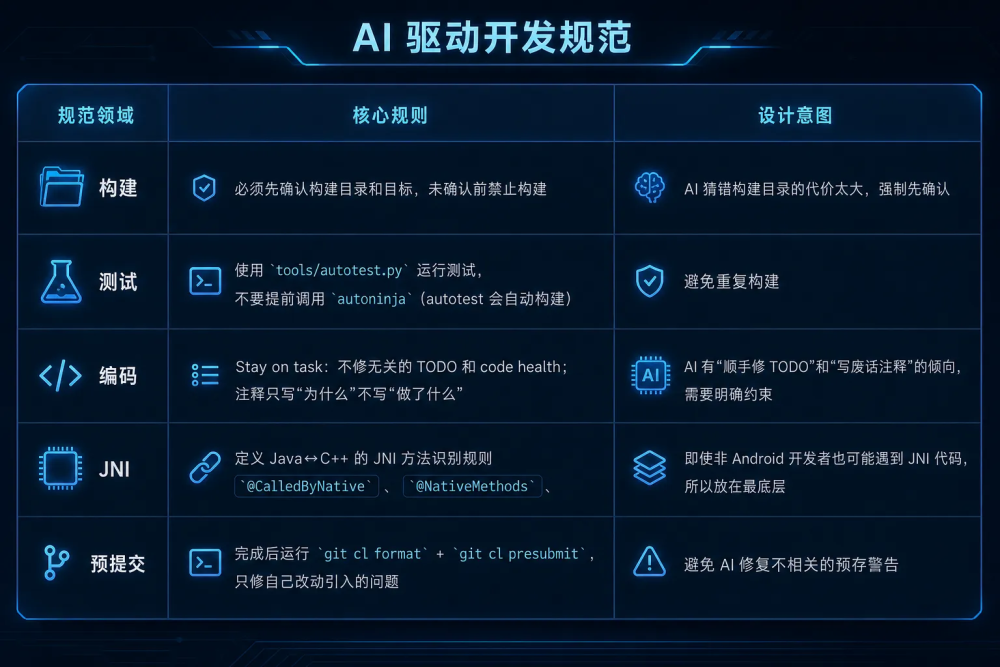 AI 驱动开发规范
规范领域
核心规则
设计意图
构建
必须先确认构建目录和目标，未确认前禁止构建
AI 猜错构建目录的代价太大，强制先确认
测试
使用 `tools/autotest.py` 运行测试，
不要提前调用 `autoninja`（autotest 会自动构建）
避免重复构建
</> 编码
Stay on task：不修无关的 TODO 和 code health；
注释只写“为什么”不写“做了什么”
AI
AI 有“顺手修 TODO”和“写废话注释”的倾向，
需要明确约束
JNI
定义 Java↔C++ 的 JNI 方法识别规则
`@CalledByNative` 、 `@NativeMethods` 、
即使非 Android 开发者也可能遇到 JNI 代码，
所以放在最底层
预提交
完成后运行 `git cl format` + `git cl presubmit`，
只修自己改动引入的问题
避免 AI 修复不相关的预存警告